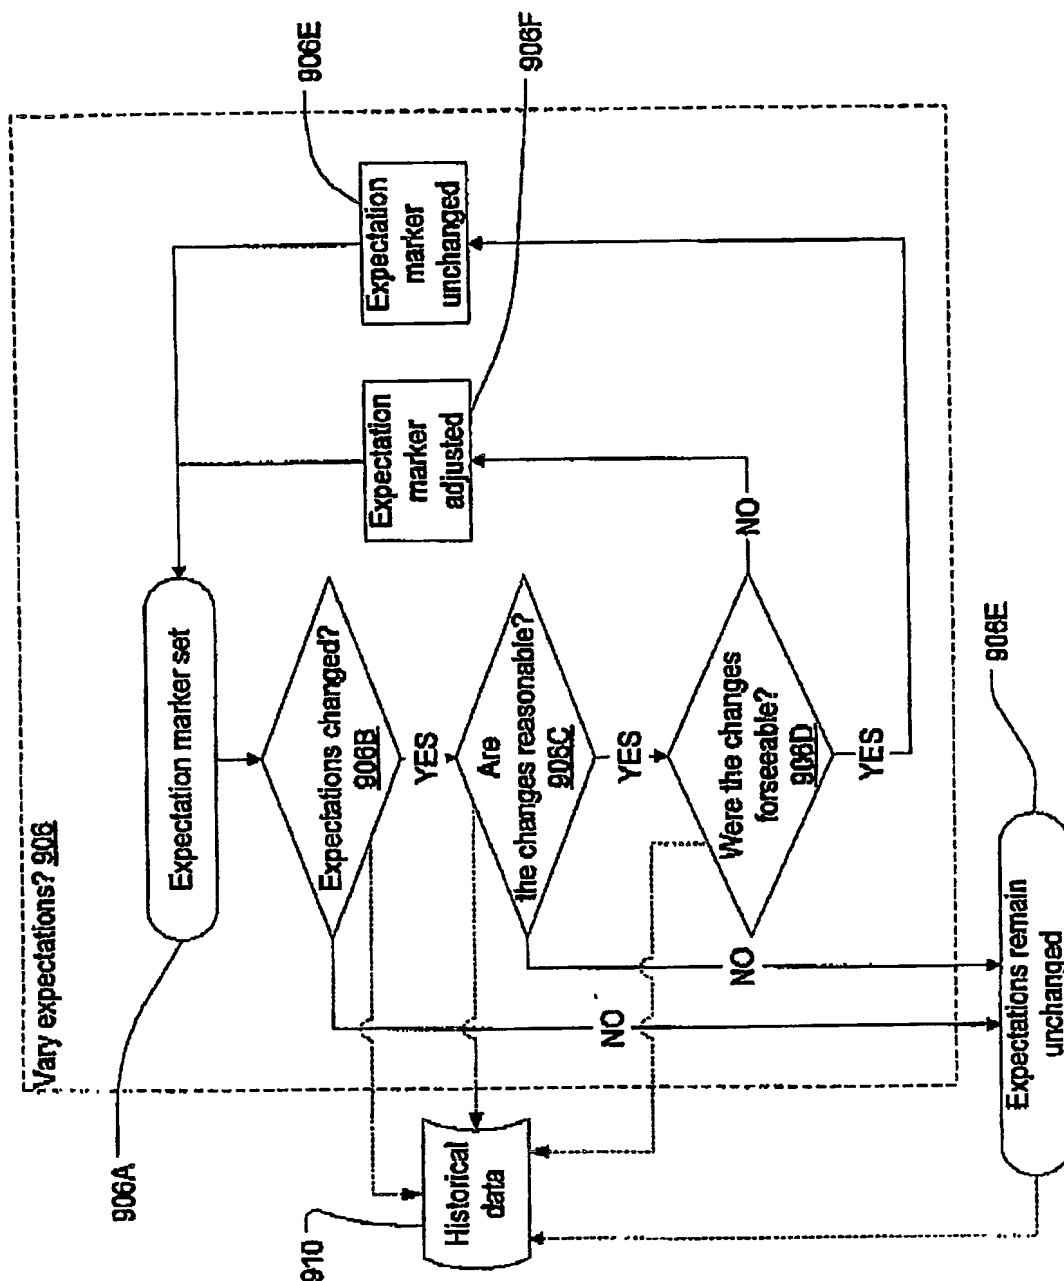 Vary expectations? 906
906A
Expectation marker set
Expectations changed?
906B
YES
NO
Are
the changes reasonable?
906C
YES
NO
Were the changes
forseeable?
906D
NO
YES
Expectation
marker
adjusted
906F
Expectation
marker
unchanged
906E
910
Historical
data
Expectations remain
unchanged
906E